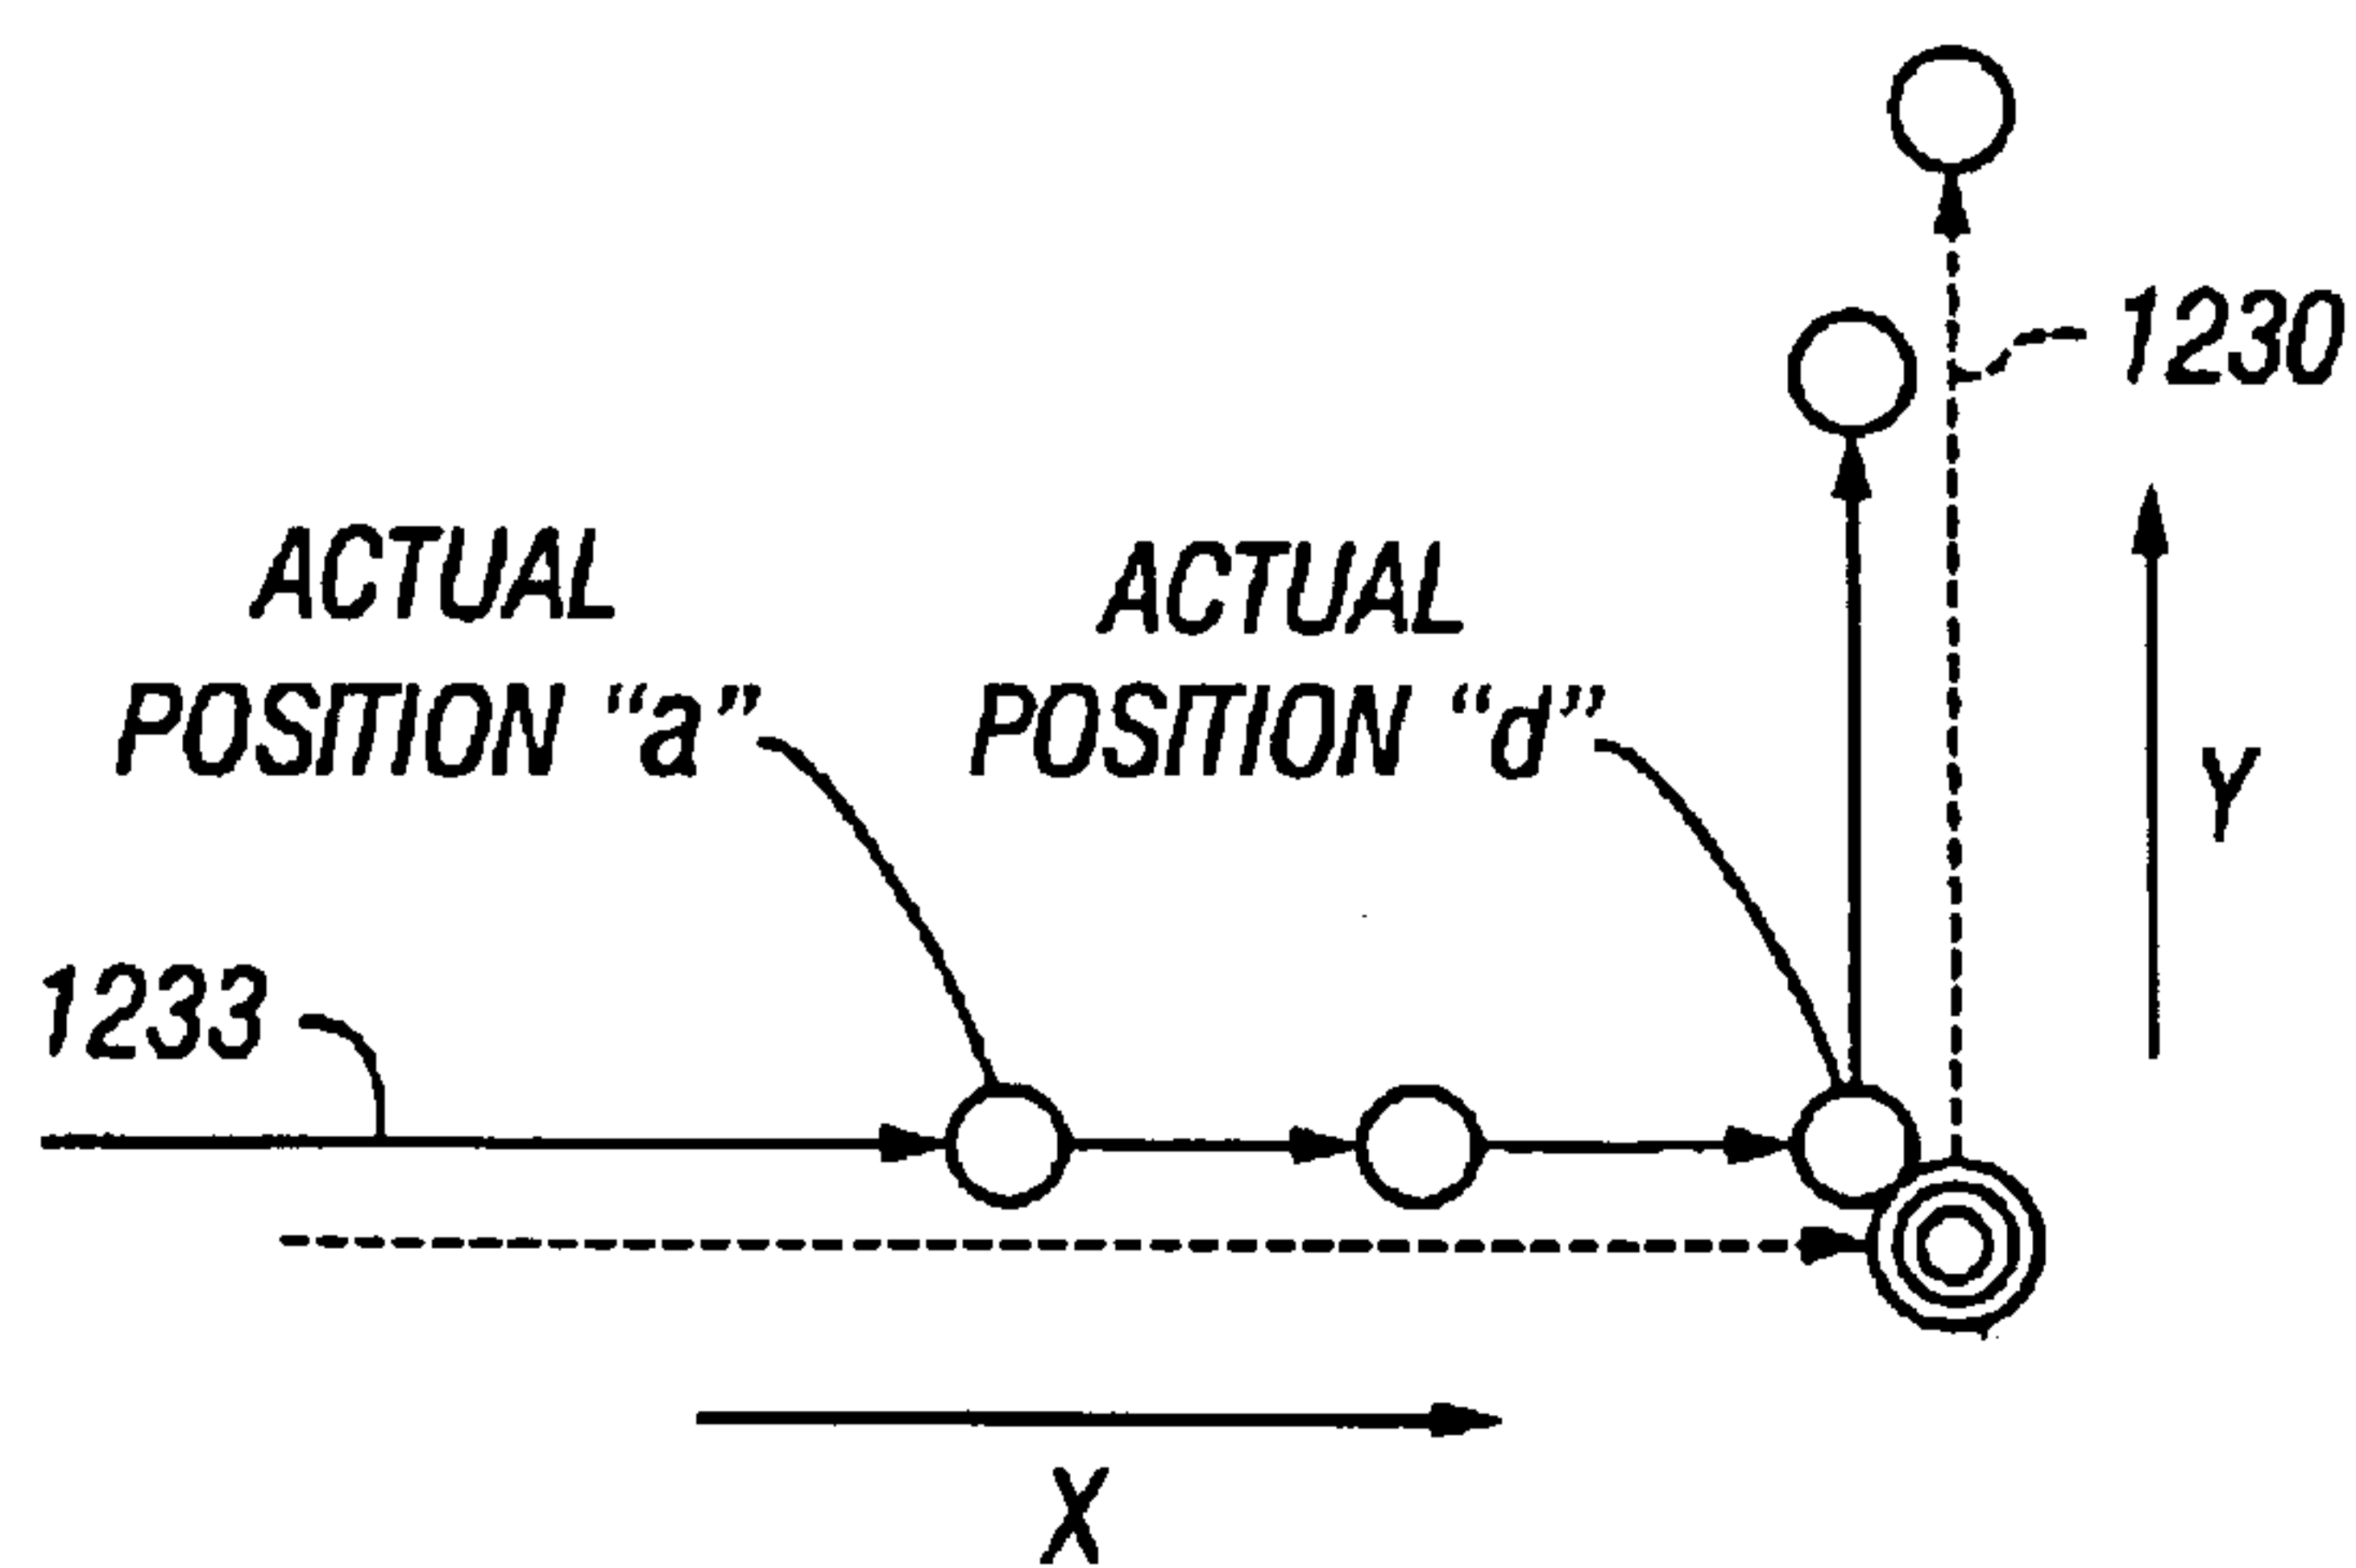 1230
ACTUAL
POSITION "a"
ACTUAL
POSITION "d"
Y
1233
X